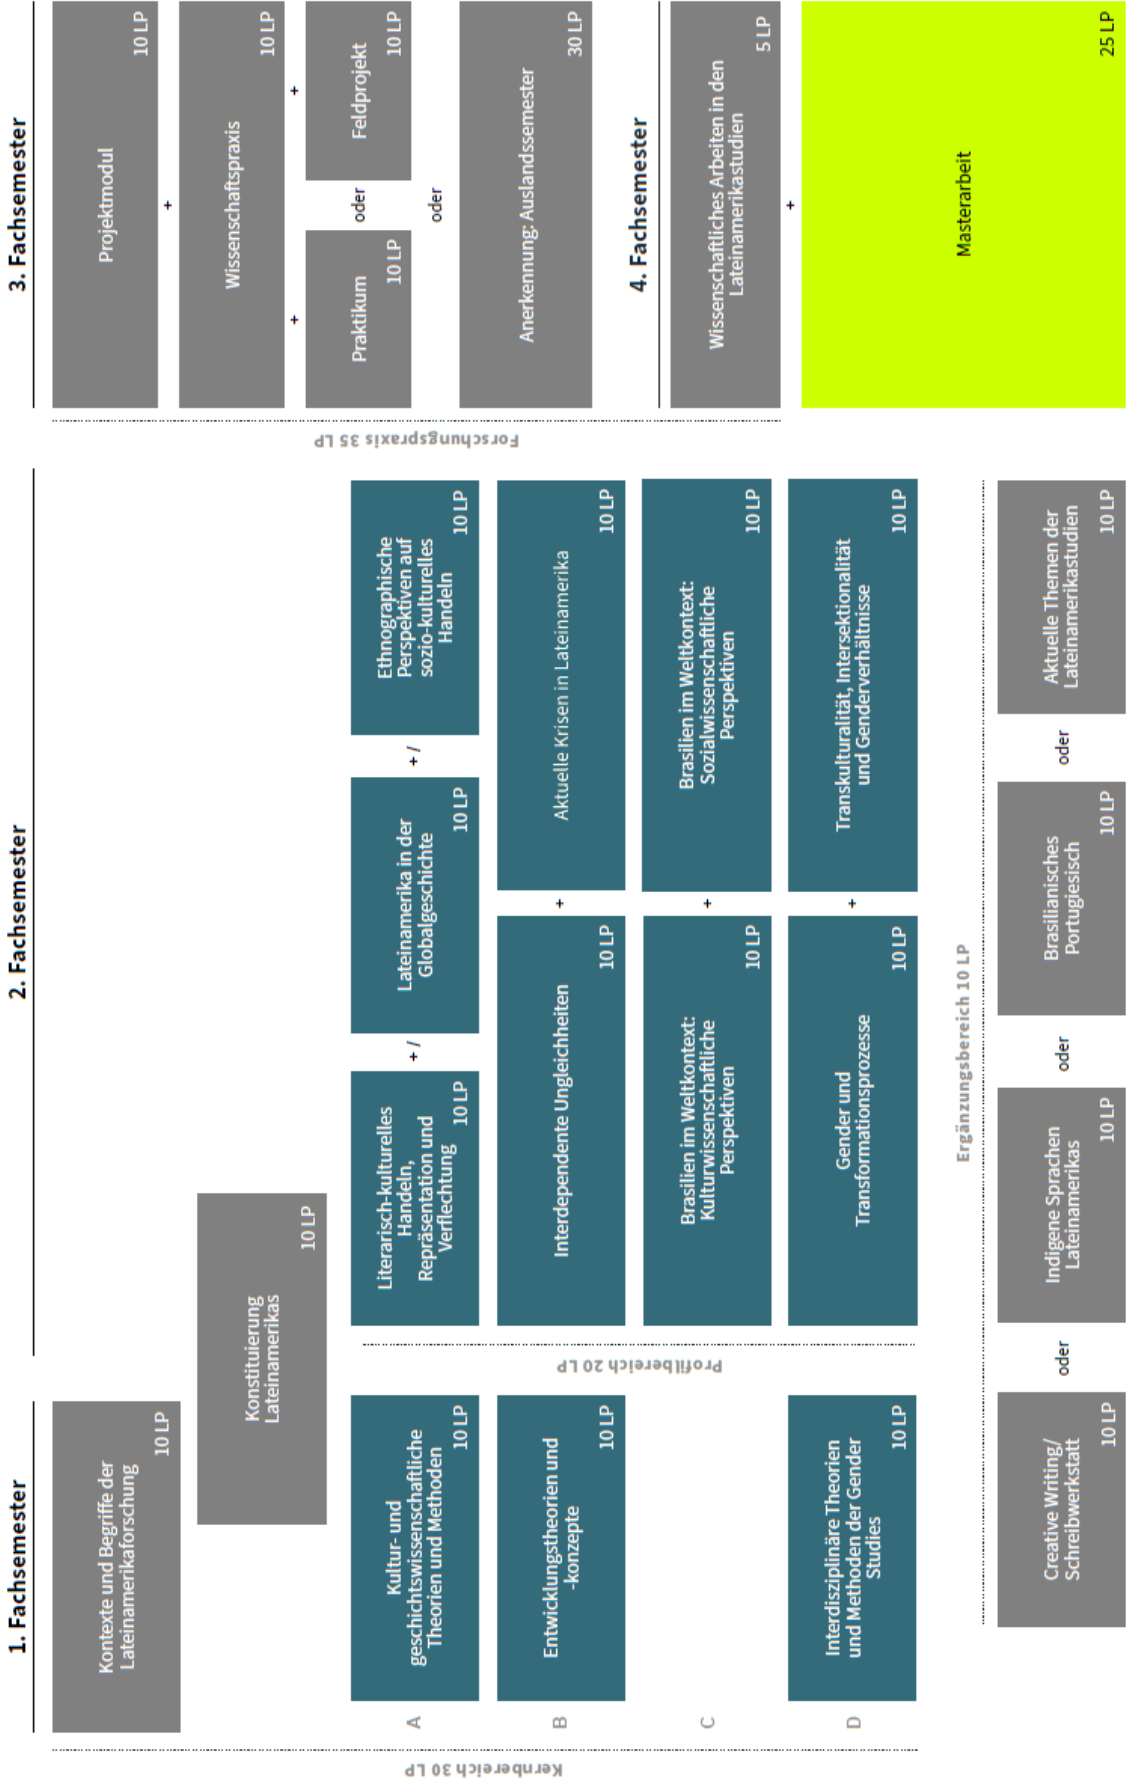 1. Fachsemester
Kontexte und Begriffe der
Lateinamerikaforschung
10 LP
Konstituierung
Lateinamerikas
10 LP
Kernbereich 30 LP
A
Kultur- und
geschichtswissenschaftliche
Theorien und Methoden
10 LP
B
Entwicklungstheorien und
-konzepte
10 LP
C
D
Interdisziplinäre Theorien
und Methoden der Gender
Studies
10 LP
2. Fachsemester
Profilbereich 20 LP
Literarisch-kulturelles
Handeln,
Repräsentation und
Verflechtung
10 LP
+ /
Lateinamerika in der
Globalgeschichte
10 LP
+ /
Ethnographische
Perspektiven auf
sozio-kulturelles
Handeln
10 LP
Interdependente Ungleichheiten
10 LP
+
Aktuelle Krisen in Lateinamerika
10 LP
Brasilien im Weltkontext:
Kulturwissenschaftliche
Perspektiven
10 LP
+
Brasilien im Weltkontext:
Sozialwissenschaftliche
Perspektiven
10 LP
Gender und
Transformationsprozesse
10 LP
+
Transkulturalität, Intersektionalität
und Genderverhältnisse
10 LP
Ergänzungsbereich 10 LP
Creative Writing/
Schreibwerkstatt
10 LP
oder
Indigene Sprachen
Lateinamerikas
10 LP
oder
Brasilianisches
Portugiesisch
10 LP
oder
Aktuelle Themen der
Lateinamerikastudien
10 LP
3. Fachsemester
Forschungspraxis 35 LP
Projektmodul
10 LP
+
Wissenschaftspraxis
10 LP
+
+
Praktikum
10 LP
oder
Feldprojekt
10 LP
oder
Anerkennung: Auslandssemester
30 LP
4. Fachsemester
Wissenschaftliches Arbeiten in den
Lateinamerikastudien
5 LP
+
Masterarbeit
25 LP